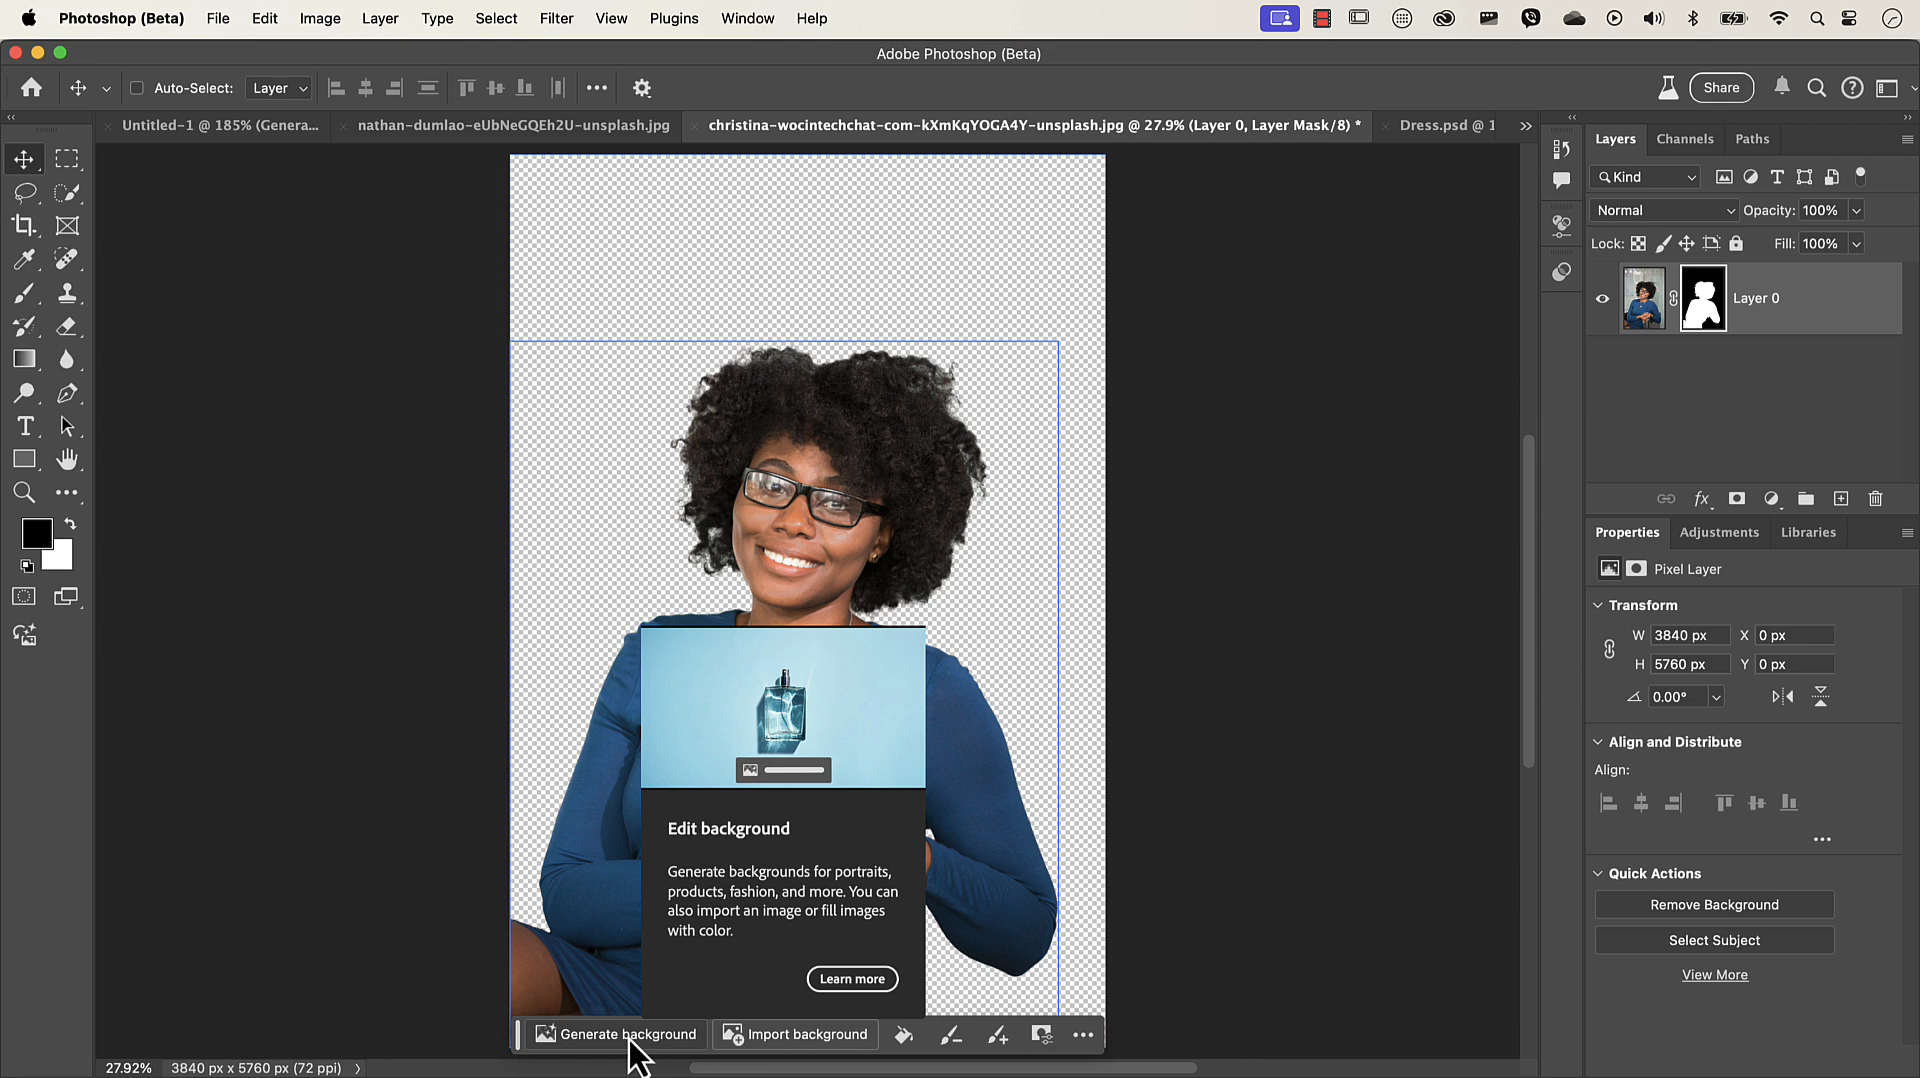 Photoshop (Beta) File Edit Image Layer Type Select Filter View Plugins Window Help
Adobe Photoshop (Beta)
Auto-Select: Layer Share
Untitled-1 @ 185% (Genera... nathan-dumlao-eUbNeGQEh2U-unsplash.jpg christina-wocintechchat-com-kXmKqYOGA4Y-unsplash.jpg @ 27.9% (Layer 0, Layer Mask/8) * Dress.psd @ 1
Layers Channels Paths
Kind
Normal Opacity: 100%
Lock: Fill: 100%
Layer 0
fx
Properties Adjustments Libraries
Pixel Layer
Transform
W 3840 px X 0 px
H 5760 px Y 0 px
0.00°
Align and Distribute
Align:
Quick Actions
Remove Background
Select Subject
View More
Edit background
Generate backgrounds for portraits,
products, fashion, and more. You can
also import an image or fill images
with color.
Learn more
Generate background Import background
27.92% 3840 px x 5760 px (72 ppi)